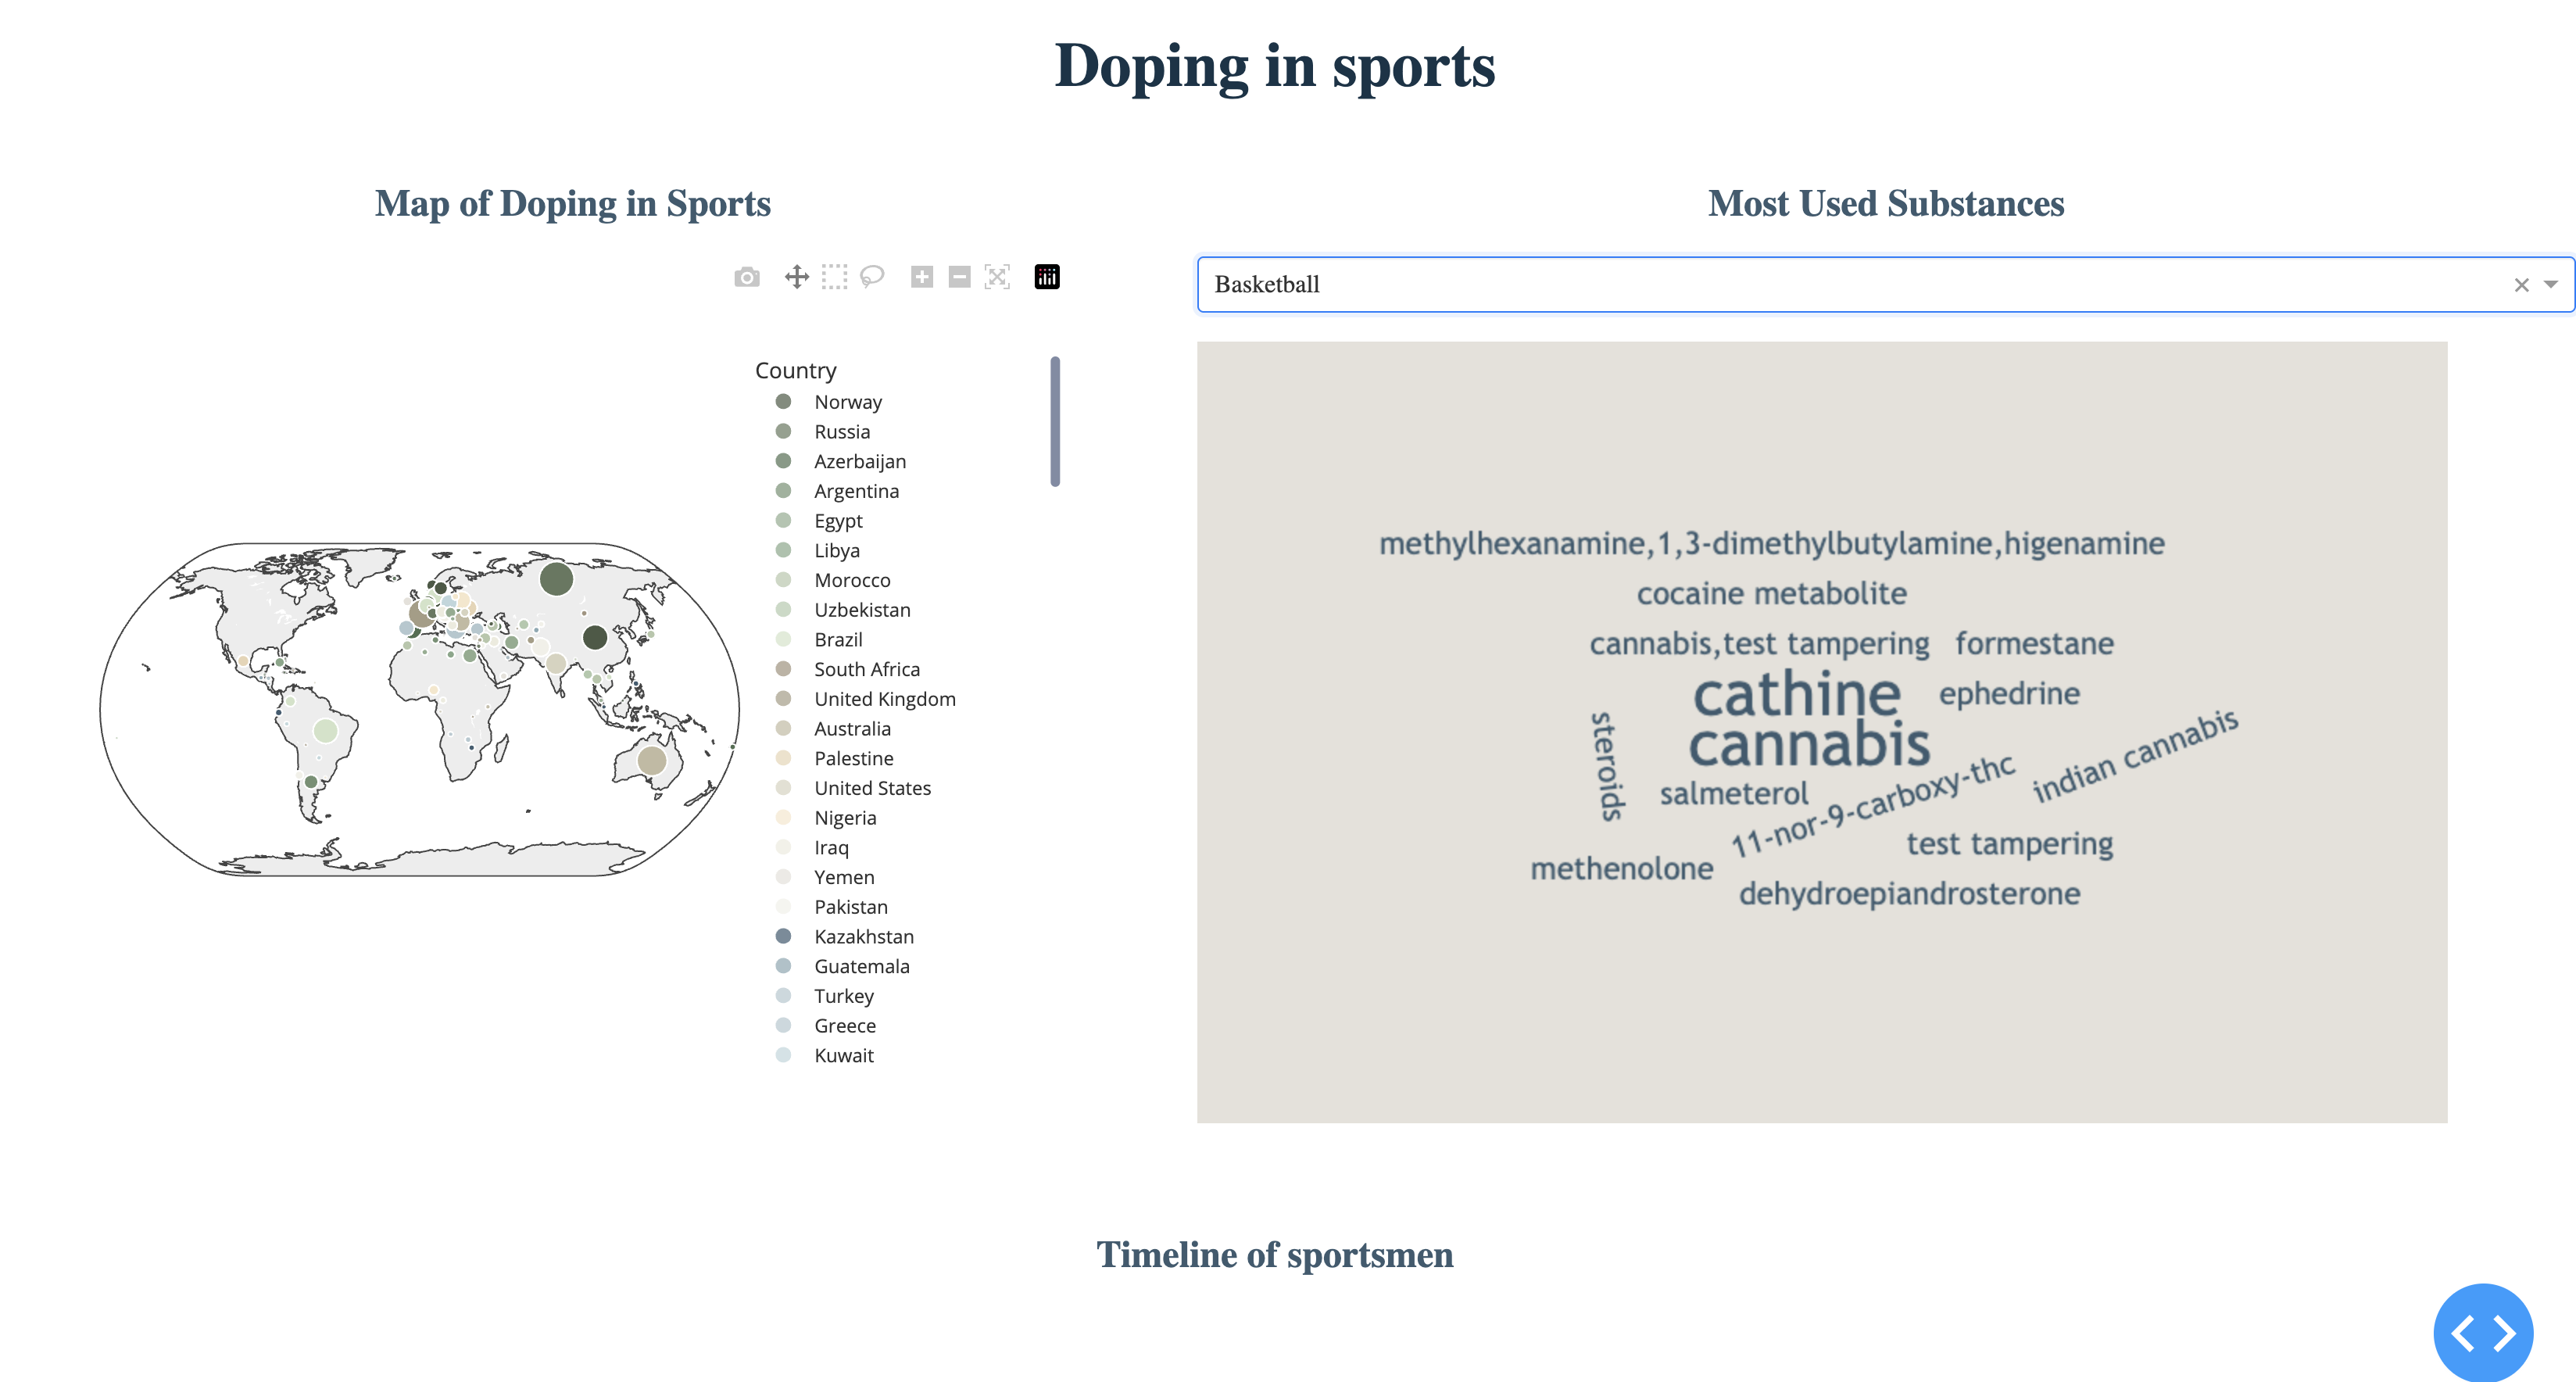 Doping in sports
Map of Doping in Sports
Country
Norway
Russia
Azerbaijan
Argentina
Egypt
Libya
Morocco
Uzbekistan
Brazil
South Africa
United Kingdom
Australia
Palestine
United States
Nigeria
Iraq
Yemen
Pakistan
Kazakhstan
Guatemala
Turkey
Greece
Kuwait
Most Used Substances
Basketball
methylhexanamine,1,3-dimethylbutylamine,higenamine
cocaine metabolite
cannabis,test tampering
formestane
cathine
ephedrine
cannabis
steroids
indian cannabis
salmeterol
11-nor-9-carboxy-thc
test tampering
methenolone
dehydroepiandrosterone
Timeline of sportsmen